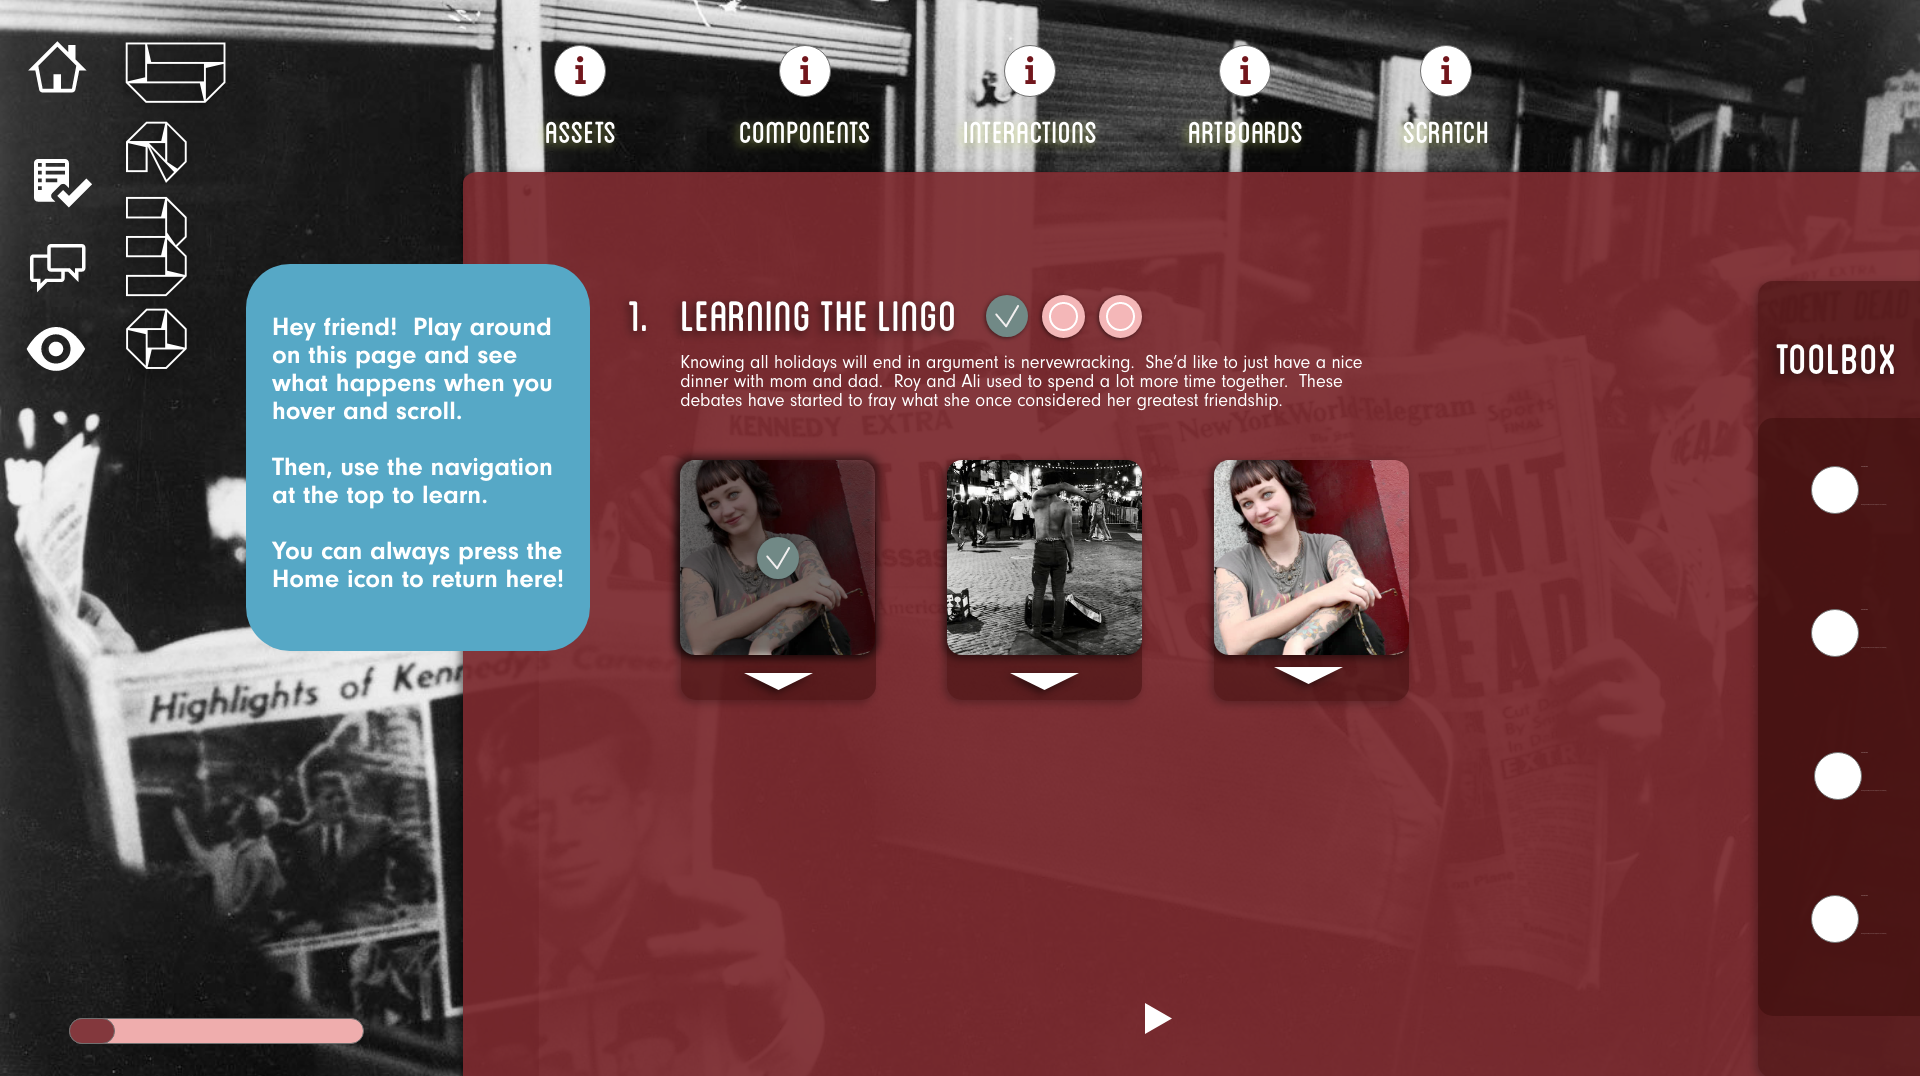 i i i i i
ASSETS COMPONENTS INTERACTIONS ARTBOARDS SCRATCH
Hey friend!  Play around
on this page and see
what happens when you
hover and scroll.
Then, use the navigation
at the top to learn.
You can always press the
Home icon to return here!
1. LEARNING THE LINGO
Knowing all holidays will end in argument is nervewracking.  She'd like to just have a nice
dinner with mom and dad.  Roy and Ali used to spend a lot more time together.  These
debates have started to fray what she once considered her greatest friendship.
TOOLBOX
KENNEDY EXTRA
New York World-Telegram
Sports
PRESIDENT
DEAD
EXTRA
Highlights of Kennedy's Career